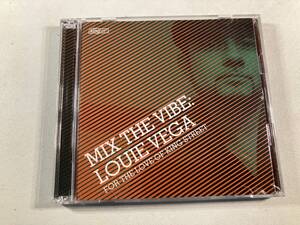 MIX THE VIBE:
LOUIE VEGA
FOR THE LOVE OF KING STREET